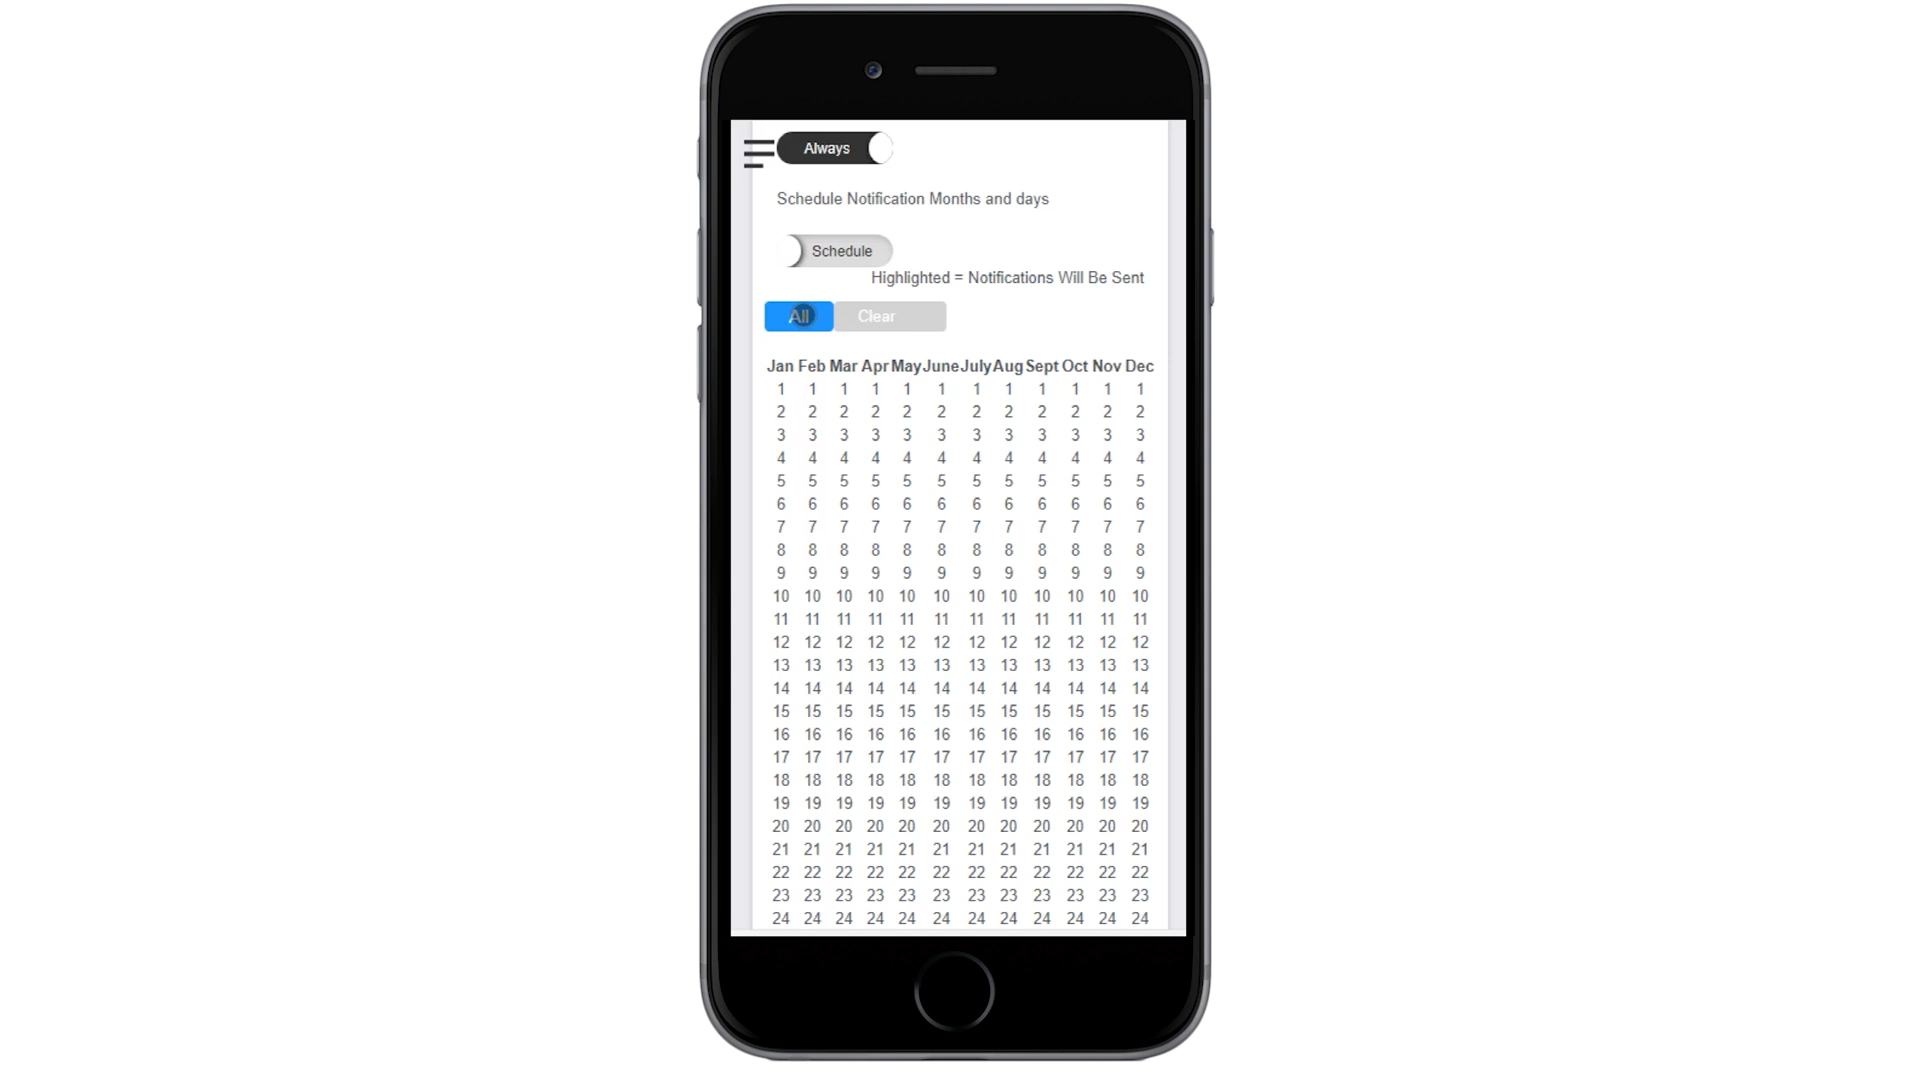 Always
Schedule Notification Months and days
Schedule
Highlighted = Notifications Will Be Sent
All Clear
Jan Feb Mar Apr May June July Aug Sept Oct Nov Dec
1 1 1 1 1 1 1 1 1 1 1 1
2 2 2 2 2 2 2 2 2 2 2 2
3 3 3 3 3 3 3 3 3 3 3 3
4 4 4 4 4 4 4 4 4 4 4 4
5 5 5 5 5 5 5 5 5 5 5 5
6 6 6 6 6 6 6 6 6 6 6 6
7 7 7 7 7 7 7 7 7 7 7 7
8 8 8 8 8 8 8 8 8 8 8 8
9 9 9 9 9 9 9 9 9 9 9 9
10 10 10 10 10 10 10 10 10 10 10 10
11 11 11 11 11 11 11 11 11 11 11 11
12 12 12 12 12 12 12 12 12 12 12 12
13 13 13 13 13 13 13 13 13 13 13 13
14 14 14 14 14 14 14 14 14 14 14 14
15 15 15 15 15 15 15 15 15 15 15 15
16 16 16 16 16 16 16 16 16 16 16 16
17 17 17 17 17 17 17 17 17 17 17 17
18 18 18 18 18 18 18 18 18 18 18 18
19 19 19 19 19 19 19 19 19 19 19 19
20 20 20 20 20 20 20 20 20 20 20 20
21 21 21 21 21 21 21 21 21 21 21 21
22 22 22 22 22 22 22 22 22 22 22 22
23 23 23 23 23 23 23 23 23 23 23 23
24 24 24 24 24 24 24 24 24 24 24 24